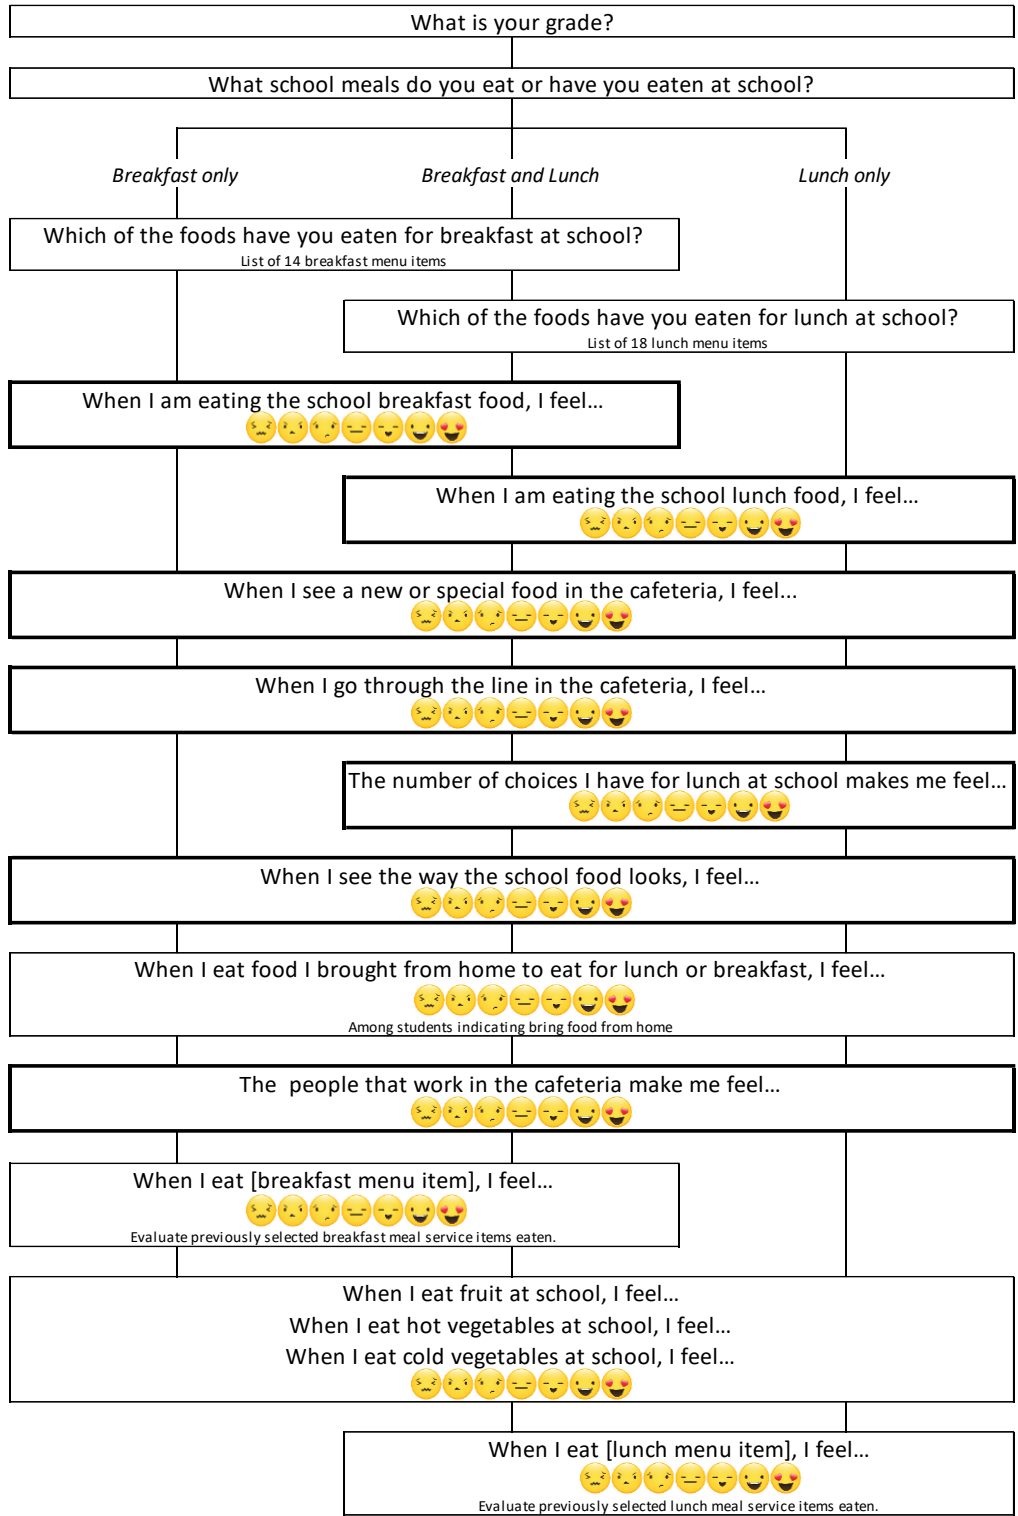 What is your grade?
What school meals do you eat or have you eaten at school?
Breakfast only
Breakfast and Lunch
Lunch only
Which of the foods have you eaten for breakfast at school?
List of 14 breakfast menu items
Which of the foods have you eaten for lunch at school?
List of 18 lunch menu items
When I am eating the school breakfast food, I feel...
When I am eating the school lunch food, I feel...
When I see a new or special food in the cafeteria, I feel...
When I go through the line in the cafeteria, I feel...
The number of choices I have for lunch at school makes me feel...
When I see the way the school food looks, I feel...
When I eat food I brought from home to eat for lunch or breakfast, I feel...
Among students indicating bring food from home
The people that work in the cafeteria make me feel...
When I eat [breakfast menu item], I feel...
Evaluate previously selected breakfast meal service items eaten.
When I eat fruit at school, I feel...
When I eat hot vegetables at school, I feel...
When I eat cold vegetables at school, I feel...
When I eat [lunch menu item], I feel...
Evaluate previously selected lunch meal service items eaten.